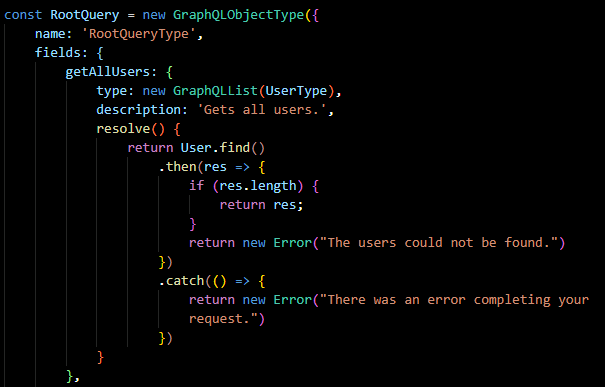 const RootQuery = new GraphQLObjectType({
    name: 'RootQueryType',
    fields: {
        getAllUsers: {
            type: new GraphQLList(UserType),
            description: 'Gets all users.',
            resolve() {
                return User.find()
                    .then(res => {
                        if (res.length) {
                            return res;
                        }
                        return new Error("The users could not be found.")
                    })
                    .catch(() => {
                        return new Error("There was an error completing your
                        request.")
                    })
            }
        },